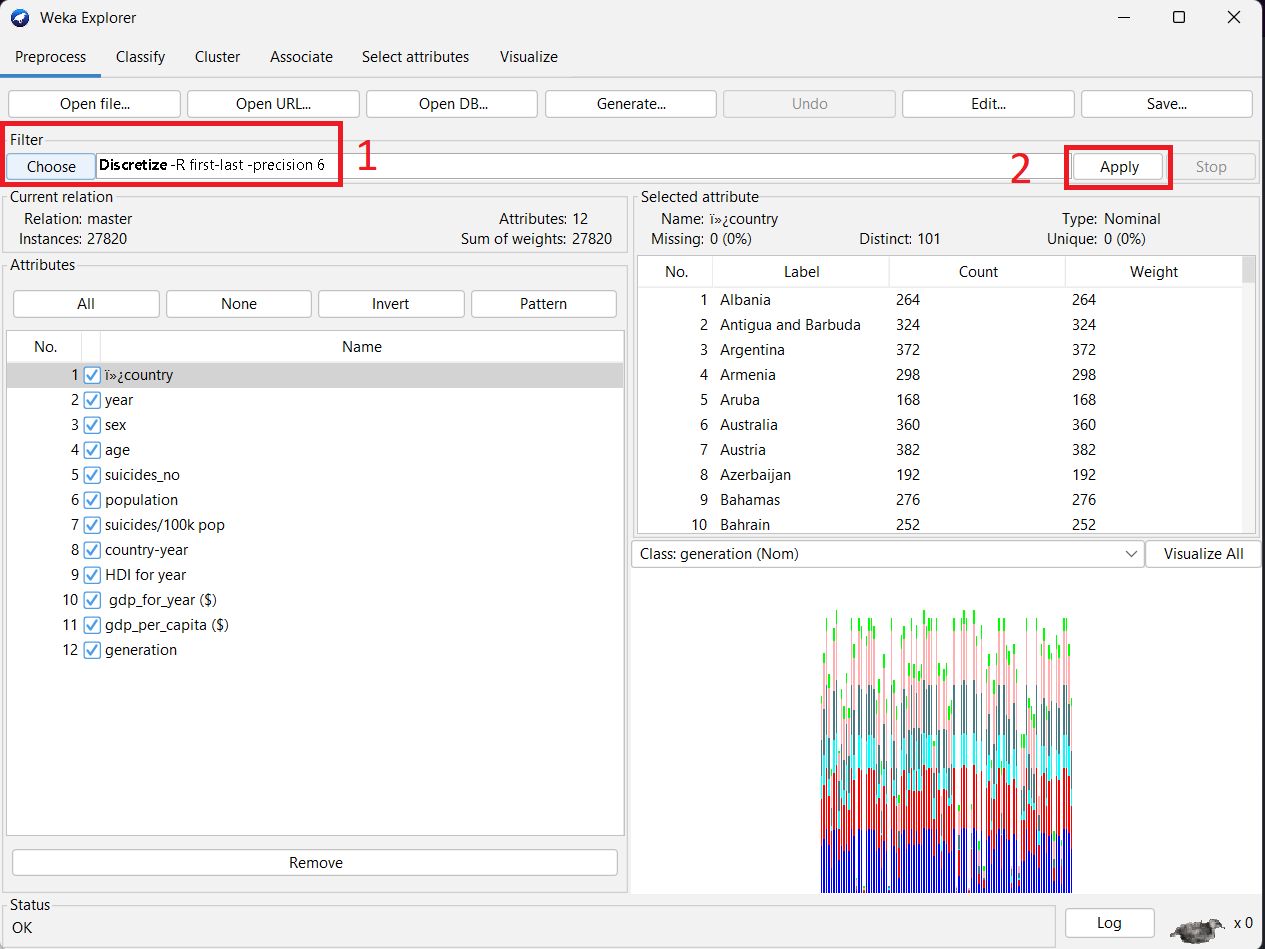 Weka Explorer
Preprocess Classify Cluster Associate Select attributes Visualize
Open file... Open URL... Open DB... Generate... Undo Edit... Save...
Filter
Choose Discretize -R first-last -precision 6 1 2 Apply Stop
Current relation
Relation: master Attributes: 12
Instances: 27820 Sum of weights: 27820
Attributes
All None Invert Pattern
No. Name
1 ï»¿country
2 year
3 sex
4 age
5 suicides_no
6 population
7 suicides/100k pop
8 country-year
9 HDI for year
10 gdp_for_year ($)
11 gdp_per_capita ($)
12 generation
Remove
Selected attribute
Name: ï»¿country Type: Nominal
Missing: 0 (0%) Distinct: 101 Unique: 0 (0%)
No. Label Count Weight
1 Albania 264 264
2 Antigua and Barbuda 324 324
3 Argentina 372 372
4 Armenia 298 298
5 Aruba 168 168
6 Australia 360 360
7 Austria 382 382
8 Azerbaijan 192 192
9 Bahamas 276 276
10 Bahrain 252 252
Class: generation (Nom) Visualize All
Status
OK Log x 0